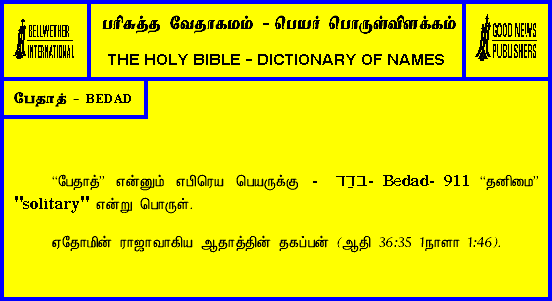 BELLWETHER
INTERNATIONAL
பரிசுத்த வேதாகமம் - பெயர் பொருள்விளக்கம்
THE HOLY BIBLE - DICTIONARY OF NAMES
GOOD NEWS
PUBLISHERS
பேதாத் - BEDAD
“பேதாத்” என்னும் எபிரெய பெயருக்கு - בדד- Bedad- 911 “தனிமை”
"solitary" என்று பொருள்.
ஏதோமின் ராஜாவாகிய ஆதாத்தின் தகப்பன் (ஆதி 36:35 1நாளா 1:46).